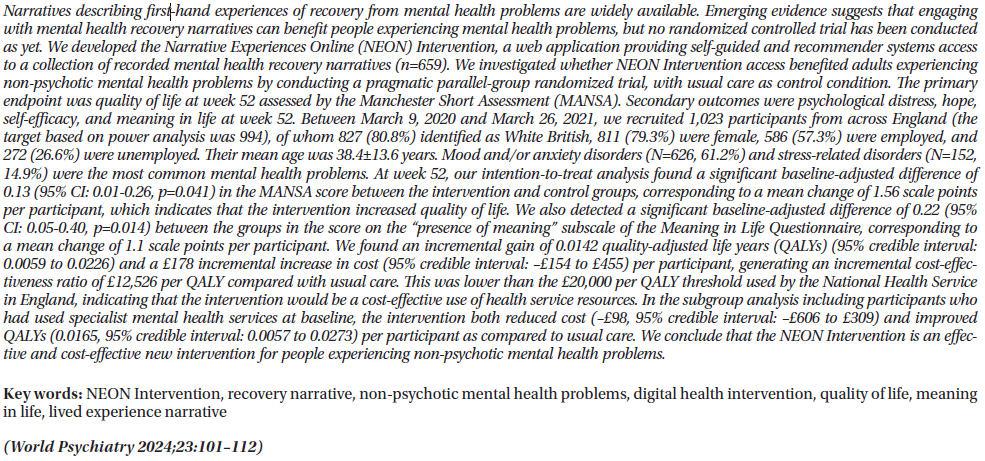 Narratives describing first-hand experiences of recovery from mental health problems are widely available. Emerging evidence suggests that engaging
with mental health recovery narratives can benefit people experiencing mental health problems, but no randomized controlled trial has been conducted
as yet. We developed the Narrative Experiences Online (NEON) Intervention, a web application providing self-guided and recommender systems access
to a collection of recorded mental health recovery narratives (n=659). We investigated whether NEON Intervention access benefited adults experiencing
non-psychotic mental health problems by conducting a pragmatic parallel-group randomized trial, with usual care as control condition. The primary
endpoint was quality of life at week 52 assessed by the Manchester Short Assessment (MANSA). Secondary outcomes were psychological distress, hope,
self-efficacy, and meaning in life at week 52. Between March 9, 2020 and March 26, 2021, we recruited 1,023 participants from across England (the
target based on power analysis was 994), of whom 827 (80.8%) identified as White British, 811 (79.3%) were female, 586 (57.3%) were employed, and
272 (26.6%) were unemployed. Their mean age was 38.4±13.6 years. Mood and/or anxiety disorders (N=626, 61.2%) and stress-related disorders (N=152,
14.9%) were the most common mental health problems. At week 52, our intention-to-treat analysis found a significant baseline-adjusted difference of
0.13 (95% CI: 0.01-0.26, p=0.041) in the MANSA score between the intervention and control groups, corresponding to a mean change of 1.56 scale points
per participant, which indicates that the intervention increased quality of life. We also detected a significant baseline-adjusted difference of 0.22 (95%
CI: 0.05-0.40, p=0.014) between the groups in the score on the “presence of meaning” subscale of the Meaning in Life Questionnaire, corresponding to
a mean change of 1.1 scale points per participant. We found an incremental gain of 0.0142 quality-adjusted life years (QALYs) (95% credible interval:
0.0059 to 0.0226) and a £178 incremental increase in cost (95% credible interval: –£154 to £455) per participant, generating an incremental cost-effec-
tiveness ratio of £12,526 per QALY compared with usual care. This was lower than the £20,000 per QALY threshold used by the National Health Service
in England, indicating that the intervention would be a cost-effective use of health service resources. In the subgroup analysis including participants who
had used specialist mental health services at baseline, the intervention both reduced cost (–£98, 95% credible interval: –£606 to £309) and improved
QALYs (0.0165, 95% credible interval: 0.0057 to 0.0273) per participant as compared to usual care. We conclude that the NEON Intervention is an effec-
tive and cost-effective new intervention for people experiencing non-psychotic mental health problems.
Key words: NEON Intervention, recovery narrative, non-psychotic mental health problems, digital health intervention, quality of life, meaning
in life, lived experience narrative
(World Psychiatry 2024;23:101–112)